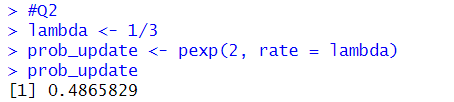 > #Q2
> lambda <- 1/3
> prob_update <- pexp(2, rate = lambda)
> prob_update
[1] 0.4865829